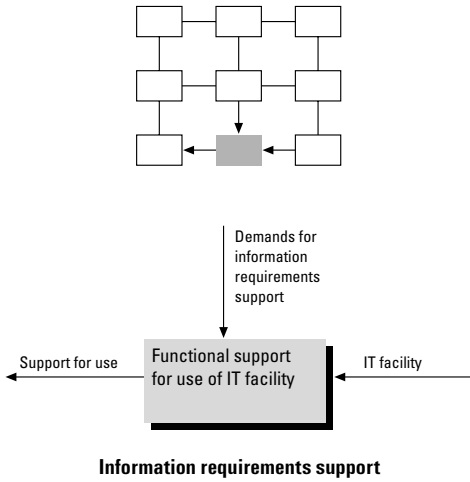 Demands for
information
requirements
support
Support for use
Functional support
for use of IT facility
IT facility
Information requirements support